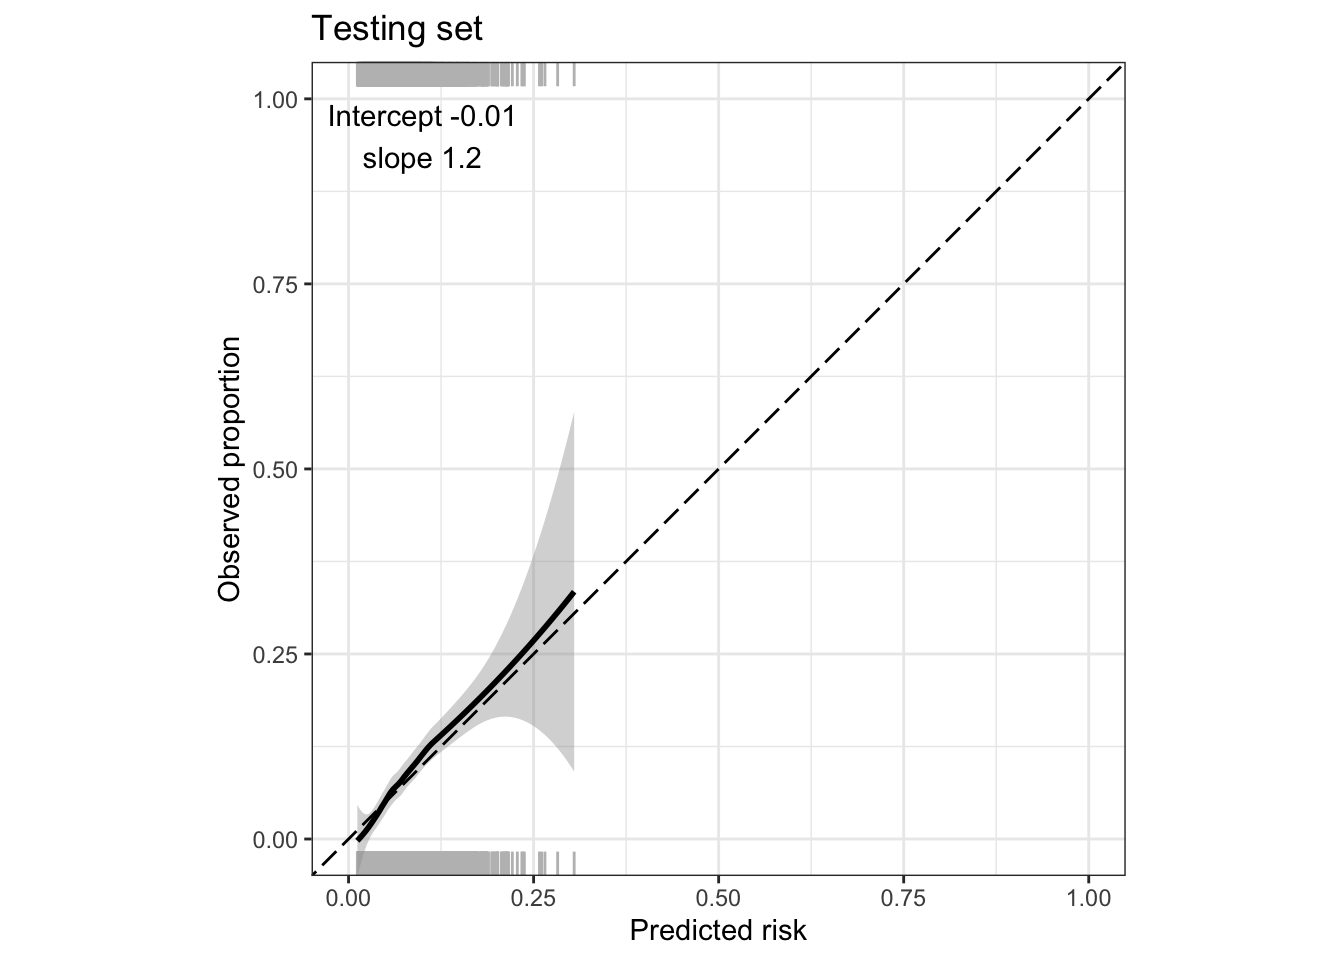 Testing set
Intercept -0.01
slope 1.2
1.00
0.75
0.50
0.25
0.00
Observed proportion
0.00 0.25 0.50 0.75 1.00
Predicted risk